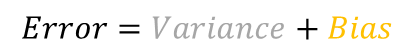 Error = Variance + Bias